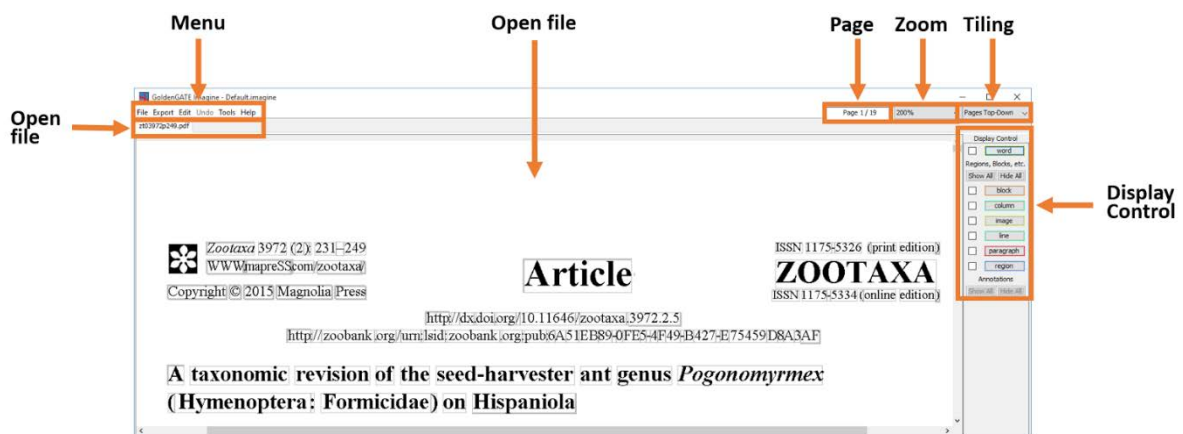 Menu
Open file
Page
Zoom
Tiling
Open
file
GoldenGATE Imagine - Default.imagine
File Export Edit Undo Tools Help
Page 1 / 19
200%
Pages Top-Down
zt03972p249.pdf
Display Control
word
Regions, Blocks, etc.
Show All Hide All
block
column
image
line
paragraph
region
Annotations
Show All Hide All
Display
Control
Zootaxa 3972 (2): 231–249
WWWmapreSScom/zootaxa/
Copyright © 2015 Magnolia Press
Article
ISSN 1175-5326 (print edition)
ZOOTAXA
ISSN 1175-5334 (online edition)
http://dx.doi.org/10.11646/zootaxa.3972.2.5
http://zoobank.org/urn:lsid:zoobank.org:pub:6A51EB89-0FE5-4F49-B427-E75459D8A3AF
A taxonomic revision of the seed-harvester ant genus Pogonomyrmex
(Hymenoptera: Formicidae) on Hispaniola